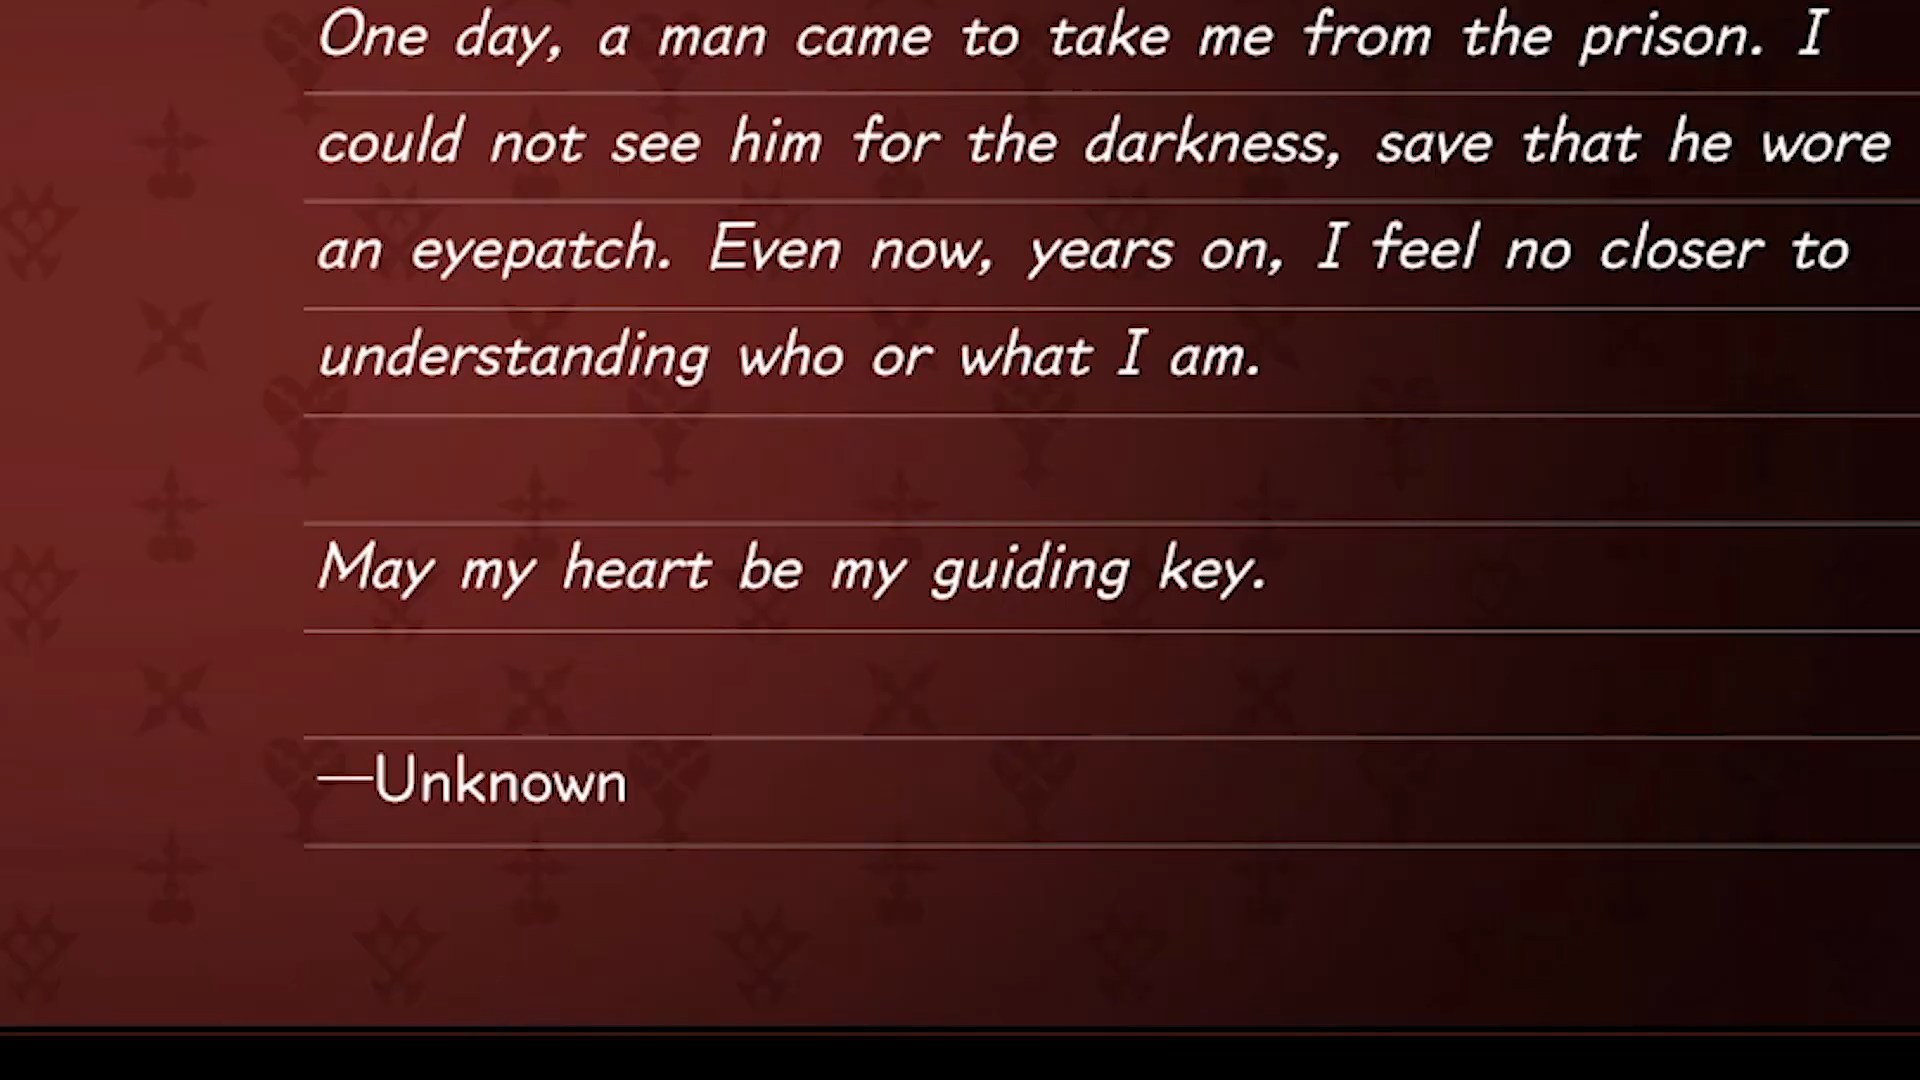 One day, a man came to take me from the prison. I
could not see him for the darkness, save that he wore
an eyepatch. Even now, years on, I feel no closer to
understanding who or what I am.
May my heart be my guiding key.
—Unknown